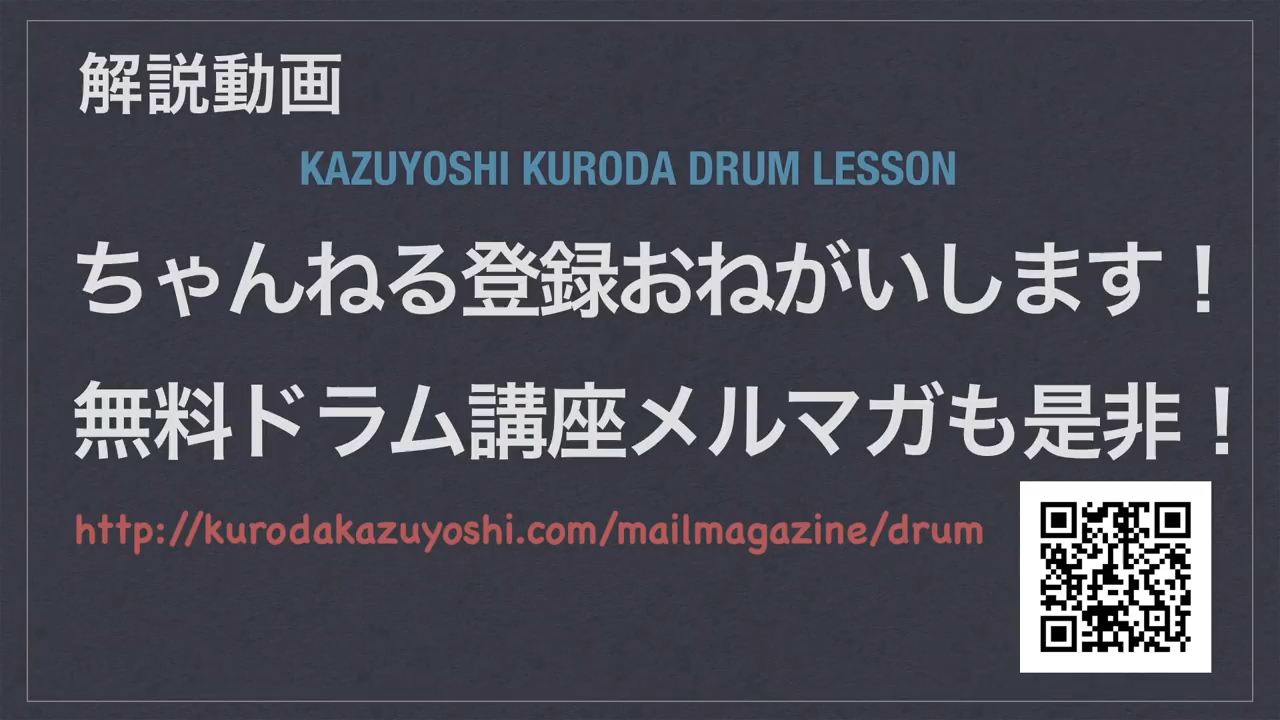 解説動画
KAZUYOSHI KURODA DRUM LESSON
ちゃんねる登録おねがいします！
無料ドラム講座メルマガも是非！
http://kurodakazuyoshi.com/mailmagazine/drum